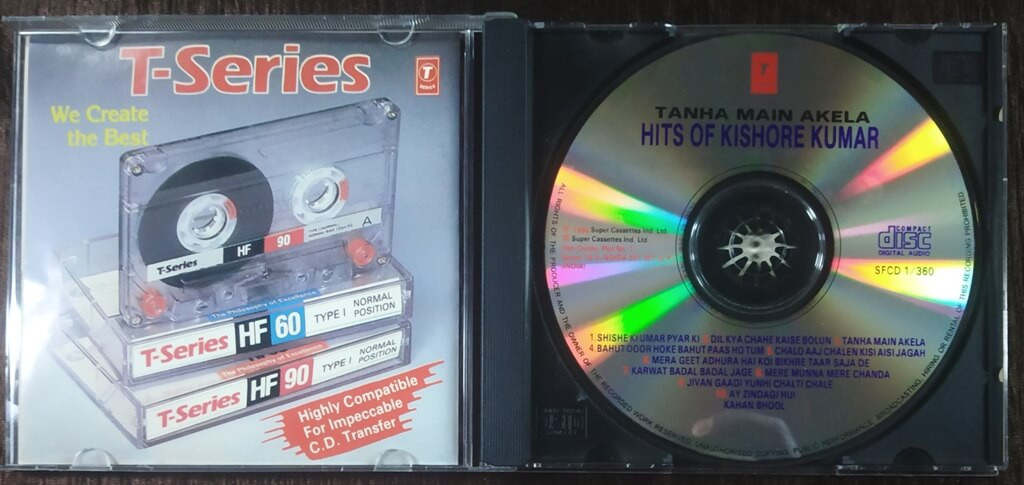 T-Series
T
SERIES
We Create
the Best
A
HF 90
T-Series
The Philosophy of Excellence
T-Series HF 60 TYPE I NORMAL POSITION
The Philosophy of Excellence
T-Series HF 90 TYPE I NORMAL POSITION
Highly Compatible
For Impeccable
C.D. Transfer
T
TANHA MAIN AKELA
HITS OF KISHORE KUMAR
Super Cassettes Ind. Ltd.
Super Cassettes Ind. Ltd
(INDIA)
COMPACT
disc
DIGITAL AUDIO
SFCD 1/360
1. SHISHE KI UMAR PYAR KI DIL KYA CHAHE KAISE BOLUN TANHA MAIN AKELA
4. BAHUT DOOR HOKE BAHUT PAAS HO TUM CHALO AAJ CHALEN KISI AISI JAGAH
MERA GEET ADHURA HAI KOI BIKHRE TAAR SAJA DE
KARWAT BADAL BADAL JAGE MERE MUNNA MERE CHANDA
JIVAN GAADI YUNHI CHALTI CHALE
AY ZINDAGI HUI
KAHAN BHOOL
ALL RIGHTS OF THE PRODUCER AND THE OWNER OF THE RECORDED WORK RESERVED UNAUTHORISED COPYING PUBLIC PERFORMANCE BROADCASTING HIRING OR RENTAL OF THIS RECORDING PROHIBITED